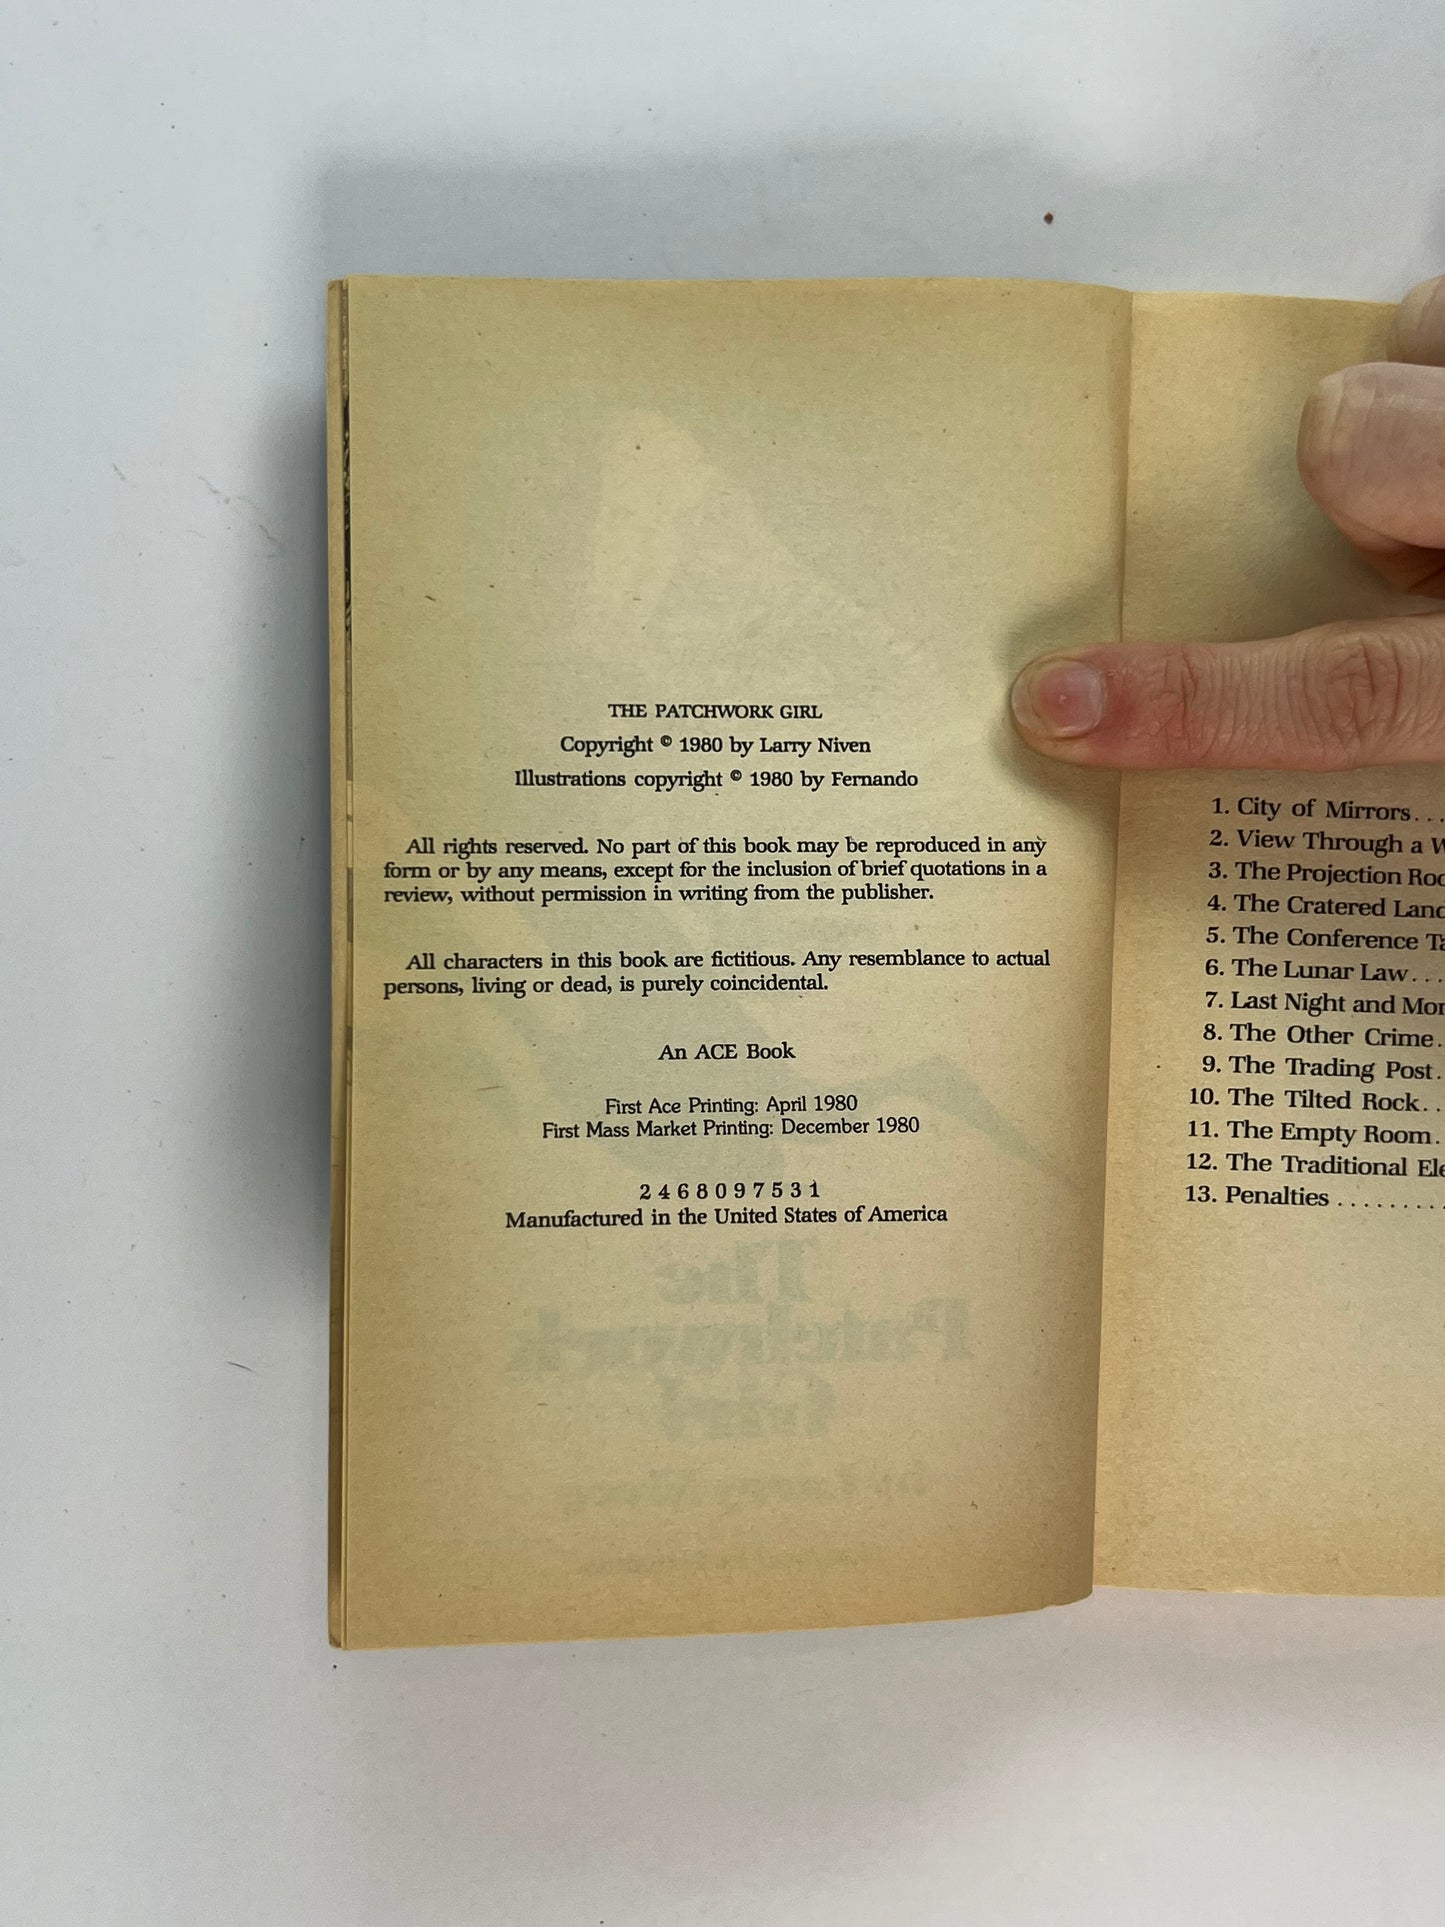 THE PATCHWORK GIRL
Copyright © 1980 by Larry Niven
Illustrations copyright © 1980 by Fernando
All rights reserved. No part of this book may be reproduced in any
form or by any means, except for the inclusion of brief quotations in a
review, without permission in writing from the publisher.
All characters in this book are fictitious. Any resemblance to actual
persons, living or dead, is purely coincidental.
An ACE Book
First Ace Printing: April 1980
First Mass Market Printing: December 1980
2 4 6 8 0 9 7 5 3 1
Manufactured in the United States of America
The
Patchwork
Girl
by Larry Niven
1. City of Mirrors...
2. View Through a
3. The Projection
4. The Cratered
5. The Conference
6. The Lunar Law...
7. Last Night and
8. The Other Crime.
9. The Trading Post.
10. The Tilted Rock..
11. The Empty Room.
12. The Traditional
13. Penalties .........